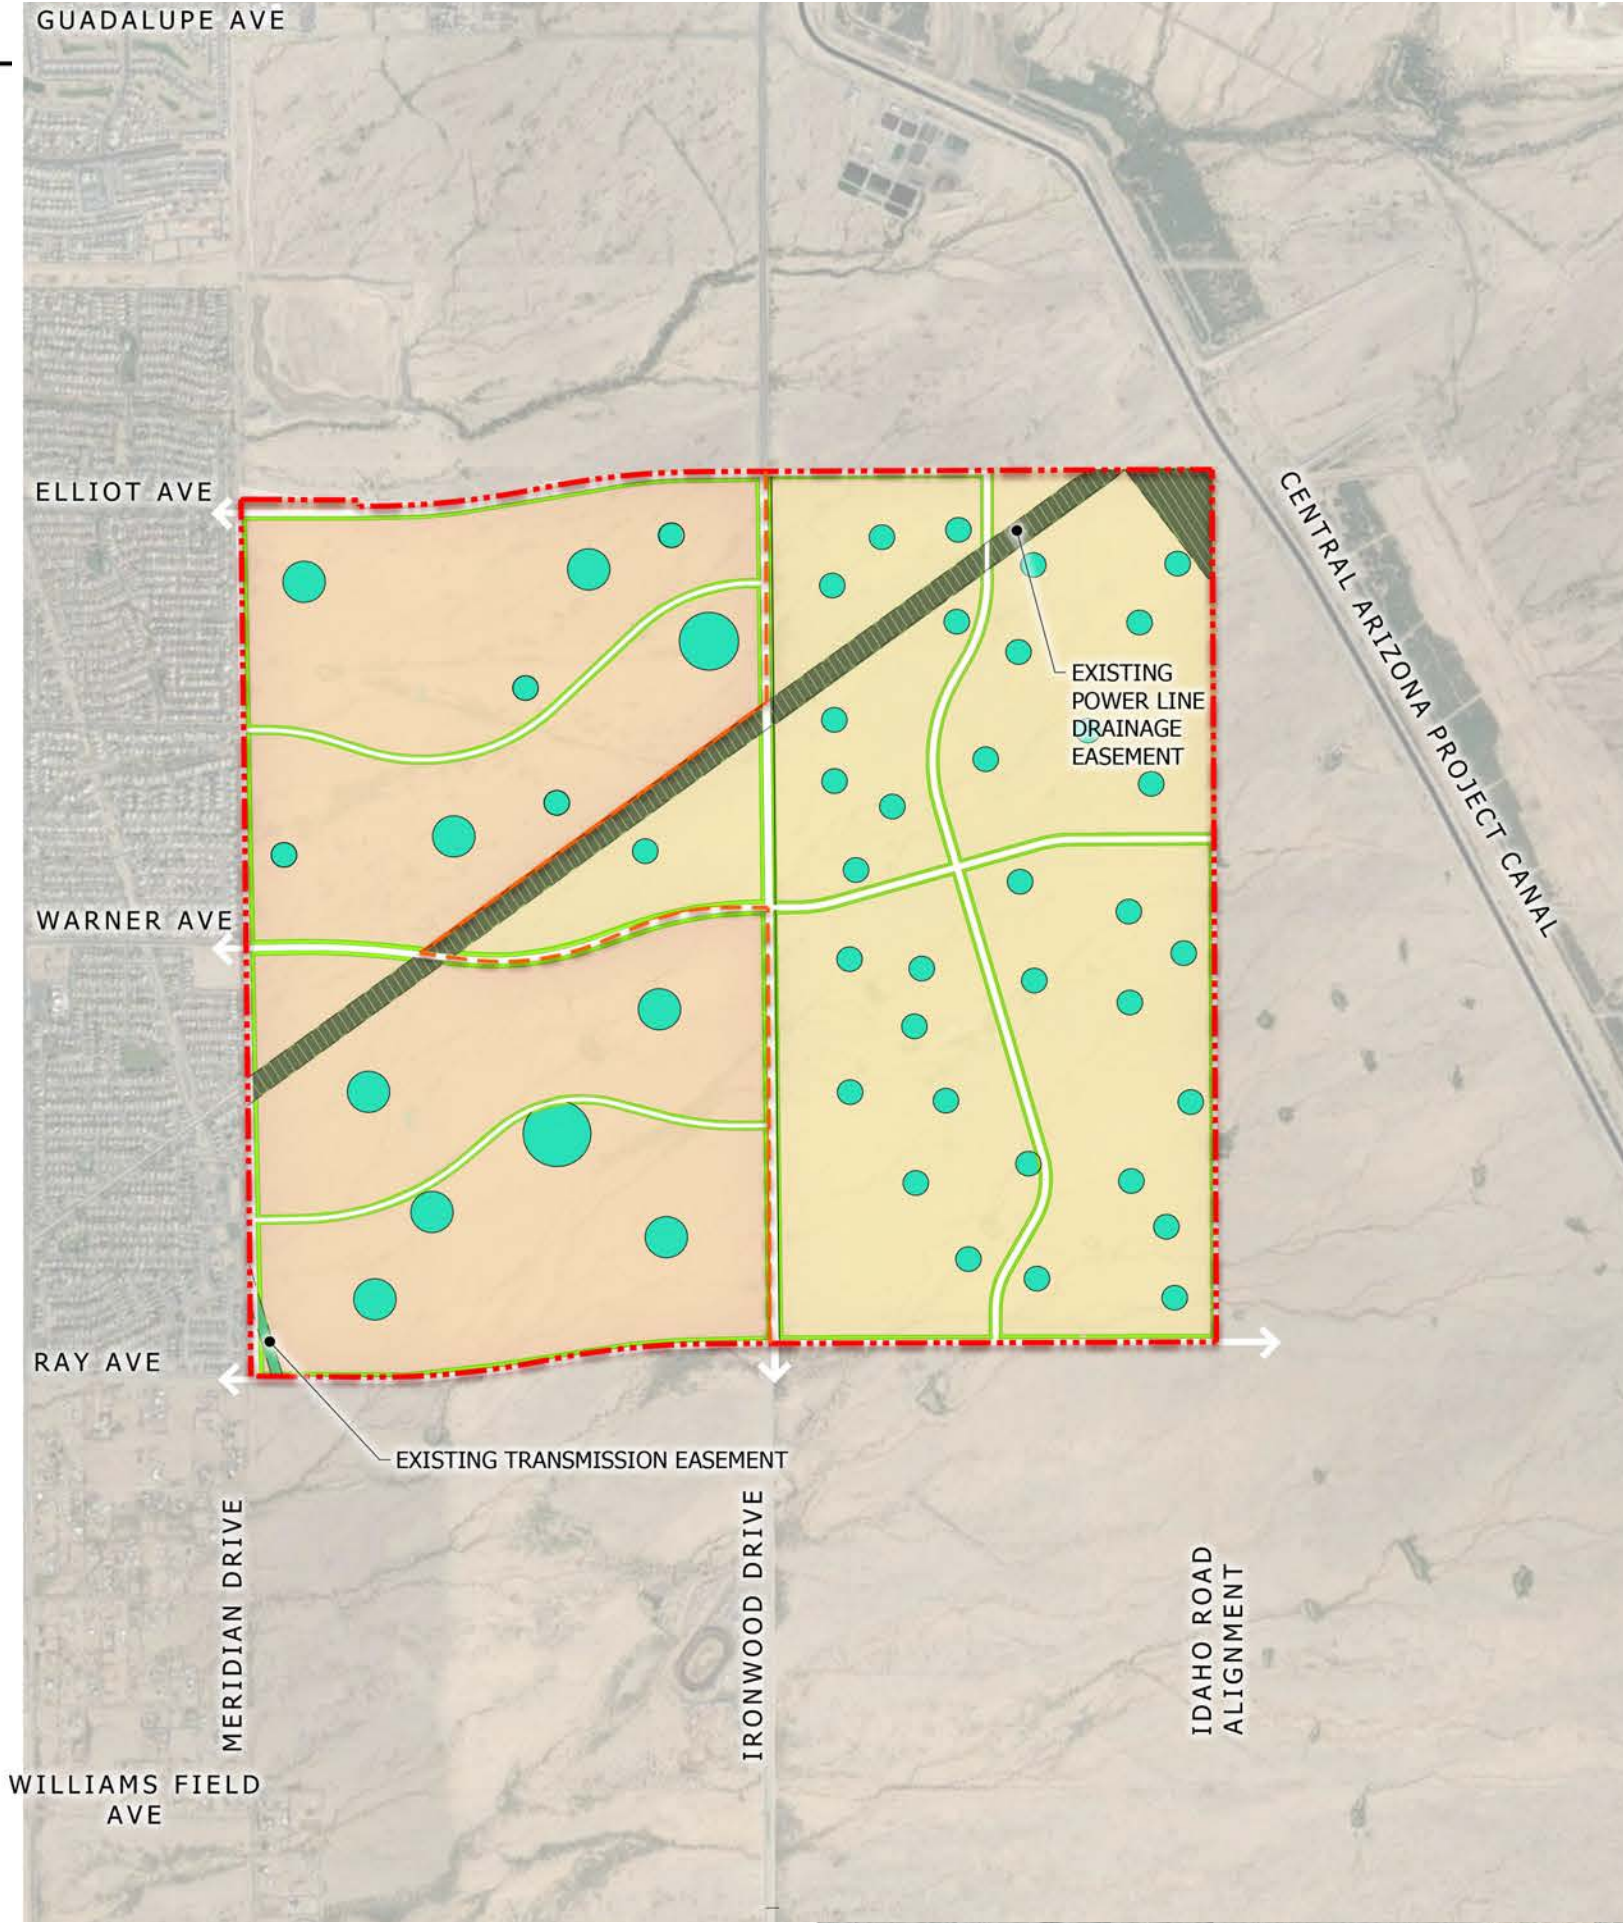 GUADALUPE AVE
ELLIOT AVE
CENTRAL ARIZONA PROJECT CANAL
EXISTING
POWER LINE
DRAINAGE
EASEMENT
WARNER AVE
RAY AVE
EXISTING TRANSMISSION EASEMENT
MERIDIAN DRIVE
IRONWOOD DRIVE
IDAHO ROAD
ALIGNMENT
WILLIAMS FIELD
AVE